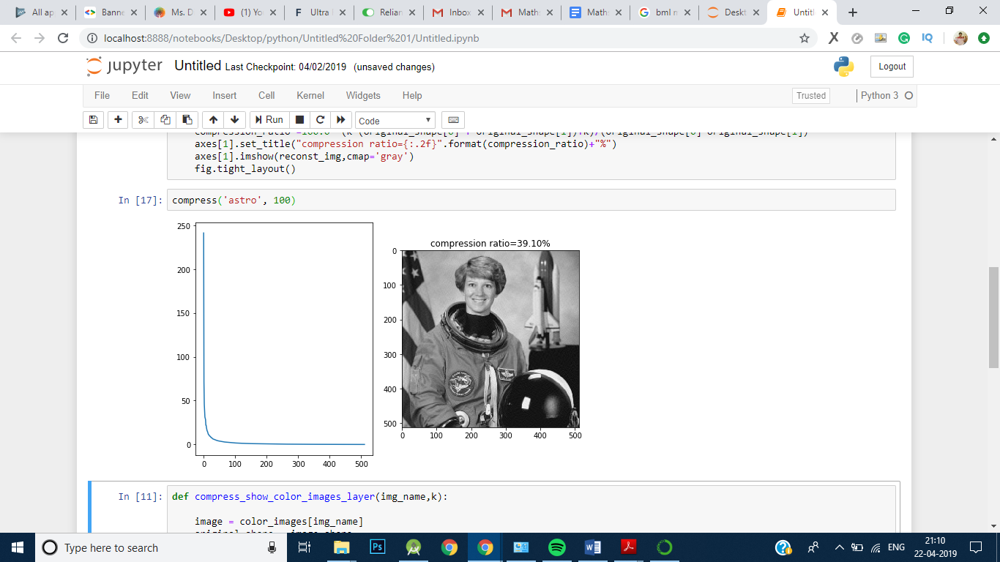 All ap
Banne
Ms. D
(1) Yo
Ultra
Relian
Inbox
Maths
Maths
bml n
Deskt
Untitl
localhost:8888/notebooks/Desktop/python/Untitled%20Folder%201/Untitled.ipynb
jupyter Untitled Last Checkpoint: 04/02/2019 (unsaved changes)
Logout
File Edit View Insert Cell Kernel Widgets Help
Trusted
Python 3
Run
Code
axes[1].set_title("compression ratio={:.2f}".format(compression_ratio)+"%")
axes[1].imshow(reconst_img,cmap='gray')
fig.tight_layout()
In [17]: compress('astro', 100)
250
200
150
100
50
0
0 100 200 300 400 500
compression ratio=39.10%
0
100
200
300
400
500
0 100 200 300 400 500
In [11]: def compress_show_color_images_layer(img_name,k):
image = color_images[img_name]
Type here to search
ENG
21:10
22-04-2019